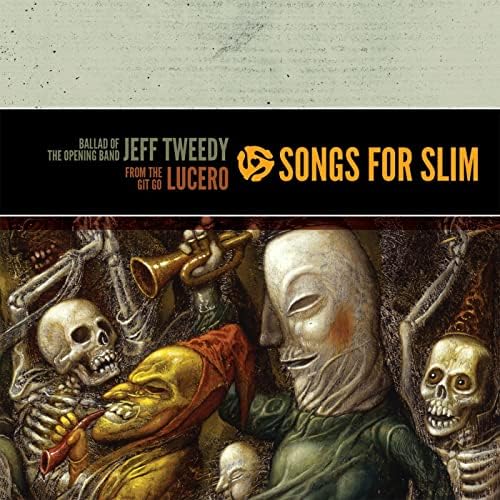 BALLAD OF
THE OPENING BAND JEFF TWEEDY
FROM THE
GIT GO LUCERO
SONGS FOR SLIM